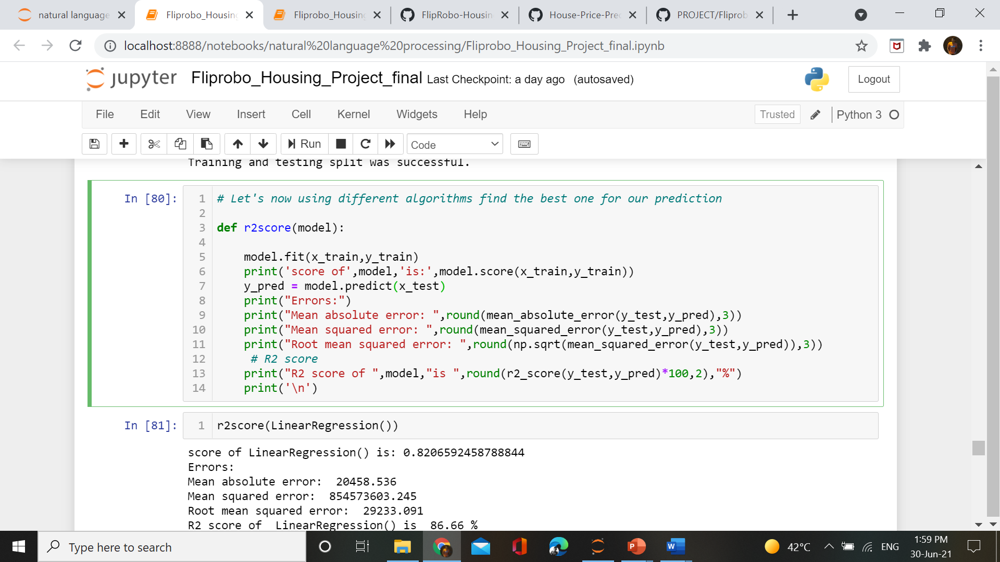 natural language
Fliprobo_Housing
Fliprobo_Housing
FlipRobo-Housin
House-Price-Pred
PROJECT/Fliprob
localhost:8888/notebooks/natural%20language%20processing/Fliprobo_Housing_Project_final.ipynb
jupyter Fliprobo_Housing_Project_final Last Checkpoint: a day ago (autosaved)
Logout
File Edit View Insert Cell Kernel Widgets Help
Trusted Python 3
Run Code
Training and testing split was successful.
In [80]:
1 # Let's now using different algorithms find the best one for our prediction
2
3 def r2score(model):
4
5     model.fit(x_train,y_train)
6     print('score of',model,'is:',model.score(x_train,y_train))
7     y_pred = model.predict(x_test)
8     print("Errors:")
9     print("Mean absolute error: ",round(mean_absolute_error(y_test,y_pred),3))
10     print("Mean squared error: ",round(mean_squared_error(y_test,y_pred),3))
11     print("Root mean squared error: ",round(np.sqrt(mean_squared_error(y_test,y_pred)),3))
12      # R2 score
13     print("R2 score of ",model,"is ",round(r2_score(y_test,y_pred)*100,2),"%")
14     print('\n')
In [81]:
1 r2score(LinearRegression())
score of LinearRegression() is: 0.8206592458788844
Errors:
Mean absolute error:  20458.536
Mean squared error:  854573603.245
Root mean squared error:  29233.091
R2 score of  LinearRegression() is  86.66 %
Type here to search
42°C
ENG
1:59 PM
30-Jun-21